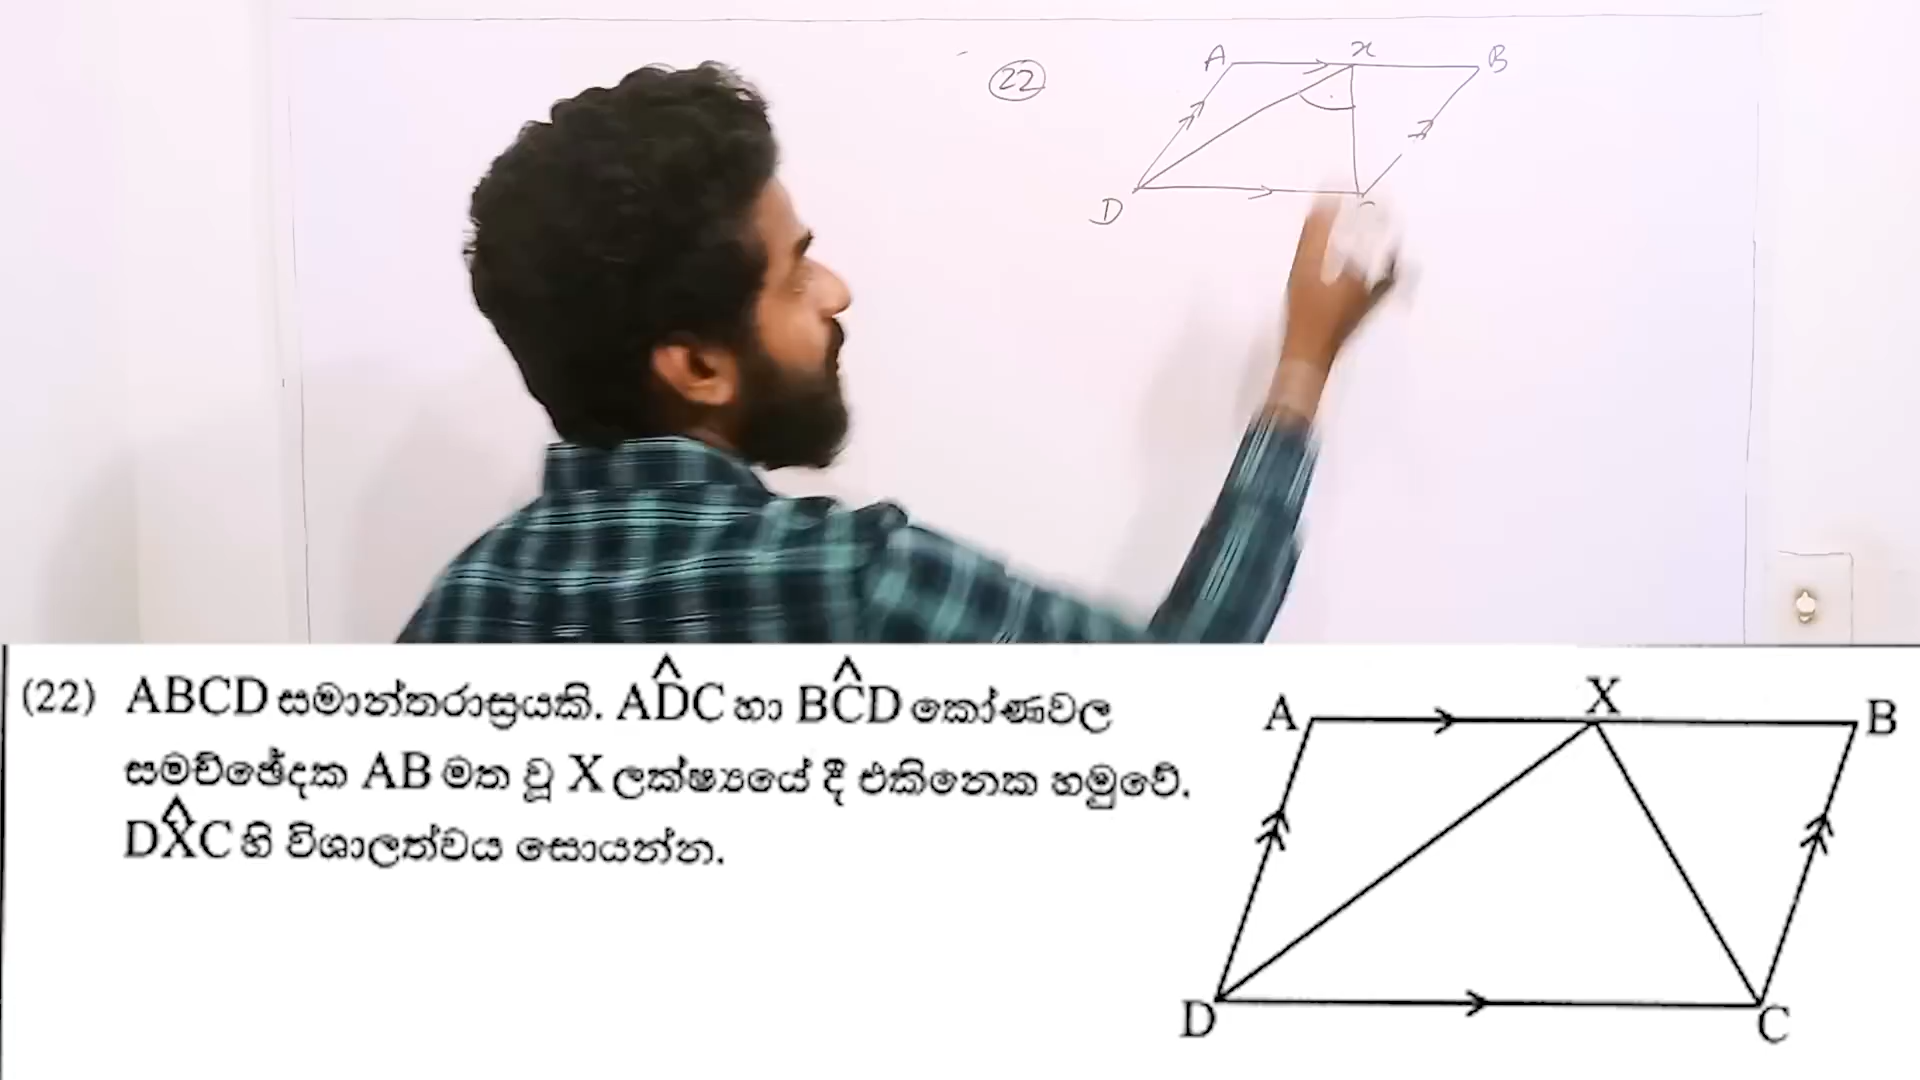 22
A x B
D
(22) ABCD සමාන්තරාස්‍රයකි. AD̂C හා BĈD කෝණවල
සමච්ඡේදක AB මත වූ X ලක්ෂ්‍යයේ දී එකිනෙක හමුවේ.
DX̂C හි විශාලත්වය සොයන්න.
A X B
D C